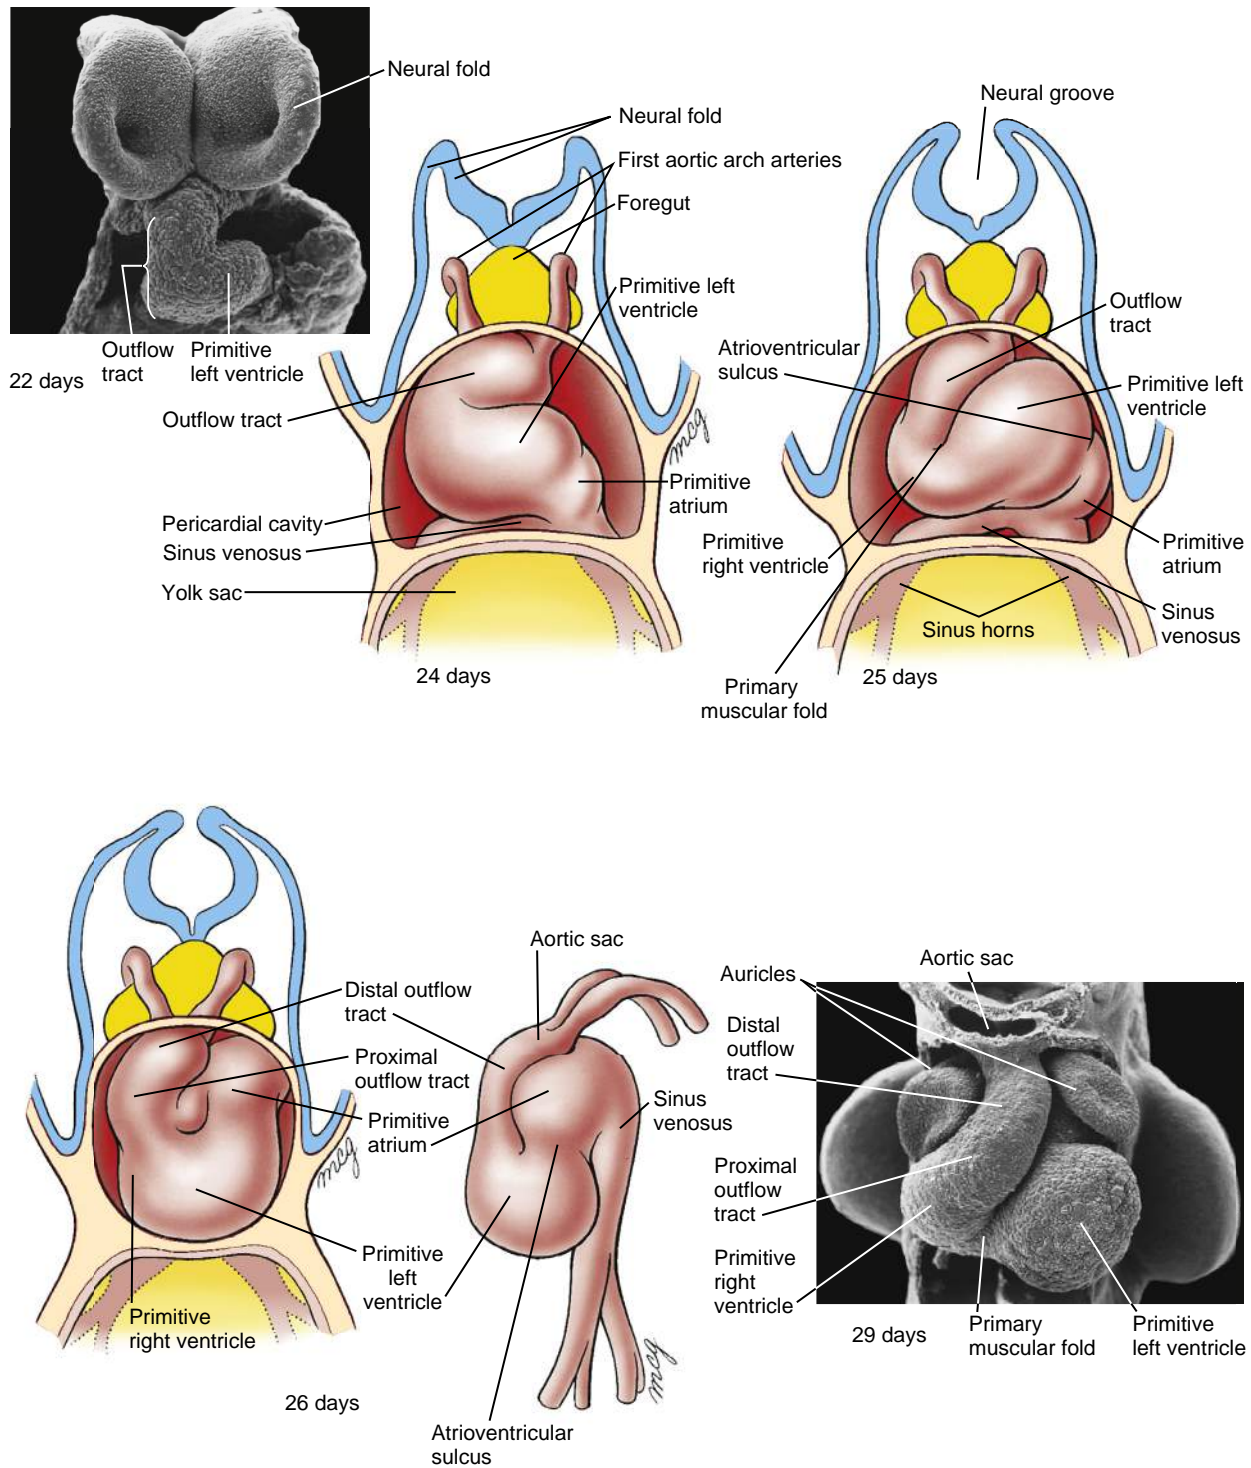 Neural fold
Outflow
tract
Primitive
left ventricle
22 days
Neural fold
First aortic arch arteries
Foregut
Primitive left
ventricle
Outflow tract
mcg
Primitive
atrium
Pericardial cavity
Sinus venosus
Yolk sac
24 days
Neural groove
Outflow
tract
Atrioventricular
sulcus
Primitive left
ventricle
Primitive
right ventricle
Primitive
atrium
Sinus horns
Sinus
venosus
Primary
muscular fold
25 days
Distal outflow
tract
Proximal
outflow tract
Primitive
atrium
mcg
Primitive
left
ventricle
Primitive
right ventricle
26 days
Aortic sac
Sinus
venosus
mcg
Atrioventricular
sulcus
Auricles
Aortic sac
Distal
outflow
tract
Proximal
outflow
tract
Primitive
right
ventricle
29 days
Primary
muscular fold
Primitive
left ventricle